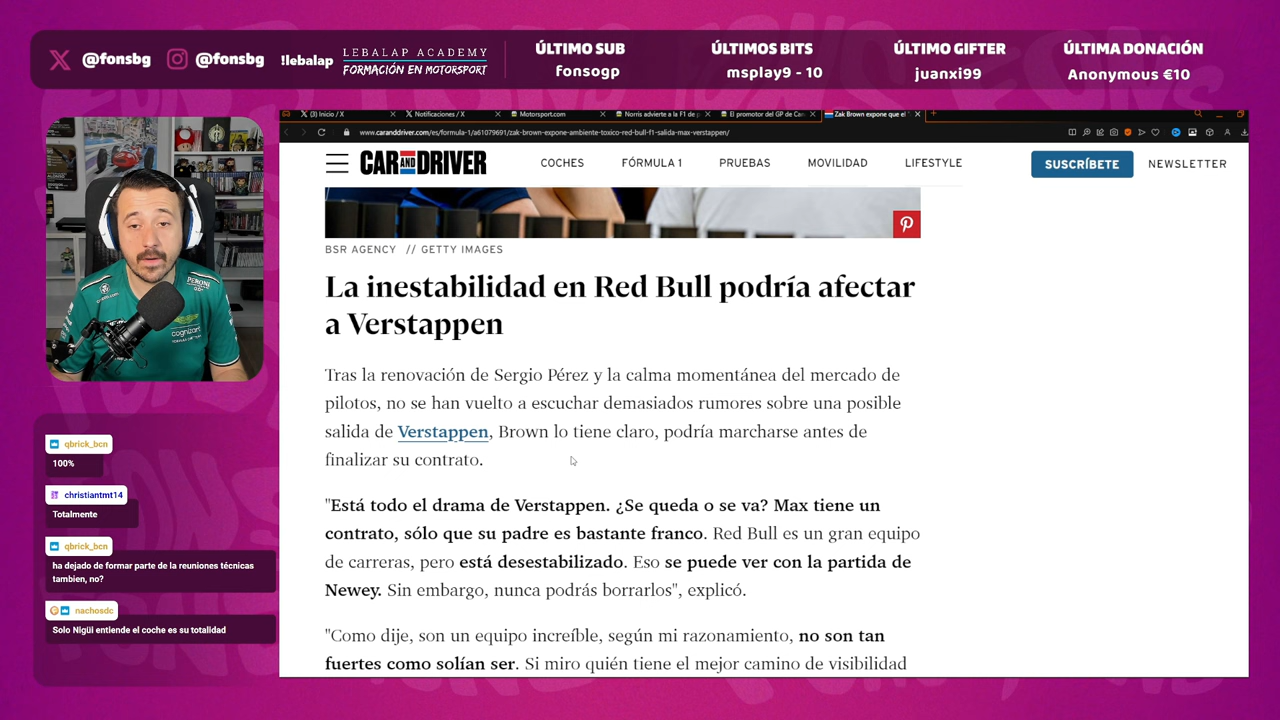 @fonsbg
@fonsbg
!lebalap
LEBALAP ACADEMY
FORMACIÓN EN MOTORSPORT
ÚLTIMO SUB
fonsogp
ÚLTIMOS BITS
msplay9 - 10
ÚLTIMO GIFTER
juanxi99
ÚLTIMA DONACIÓN
Anonymous €10
(3) Inicio / X
Notificaciones / X
Motorsport.com
Norris advierte a la F1 de p
El promotor del GP de Can
Zak Brown expone que el
www.caranddriver.com/es/formula-1/a61079691/zak-brown-expone-ambiente-toxico-red-bull-f1-salida-max-verstappen/
CAR AND DRIVER
COCHES
FÓRMULA 1
PRUEBAS
MOVILIDAD
LIFESTYLE
SUSCRÍBETE
NEWSLETTER
BSR AGENCY // GETTY IMAGES
La inestabilidad en Red Bull podría afectar
a Verstappen
Tras la renovación de Sergio Pérez y la calma momentánea del mercado de
pilotos, no se han vuelto a escuchar demasiados rumores sobre una posible
salida de Verstappen, Brown lo tiene claro, podría marcharse antes de
finalizar su contrato.
"Está todo el drama de Verstappen. ¿Se queda o se va? Max tiene un
contrato, sólo que su padre es bastante franco. Red Bull es un gran equipo
de carreras, pero está desestabilizado. Eso se puede ver con la partida de
Newey. Sin embargo, nunca podrás borrarlos", explicó.
"Como dije, son un equipo increíble, según mi razonamiento, no son tan
fuertes como solían ser. Si miro quién tiene el mejor camino de visibilidad
qbrick_bcn
100%
christiantmt14
Totalmente
qbrick_bcn
ha dejado de formar parte de la reuniones técnicas
tambien, no?
nachosdc
Solo Nigüi entiende el coche es su totalidad
cognizant